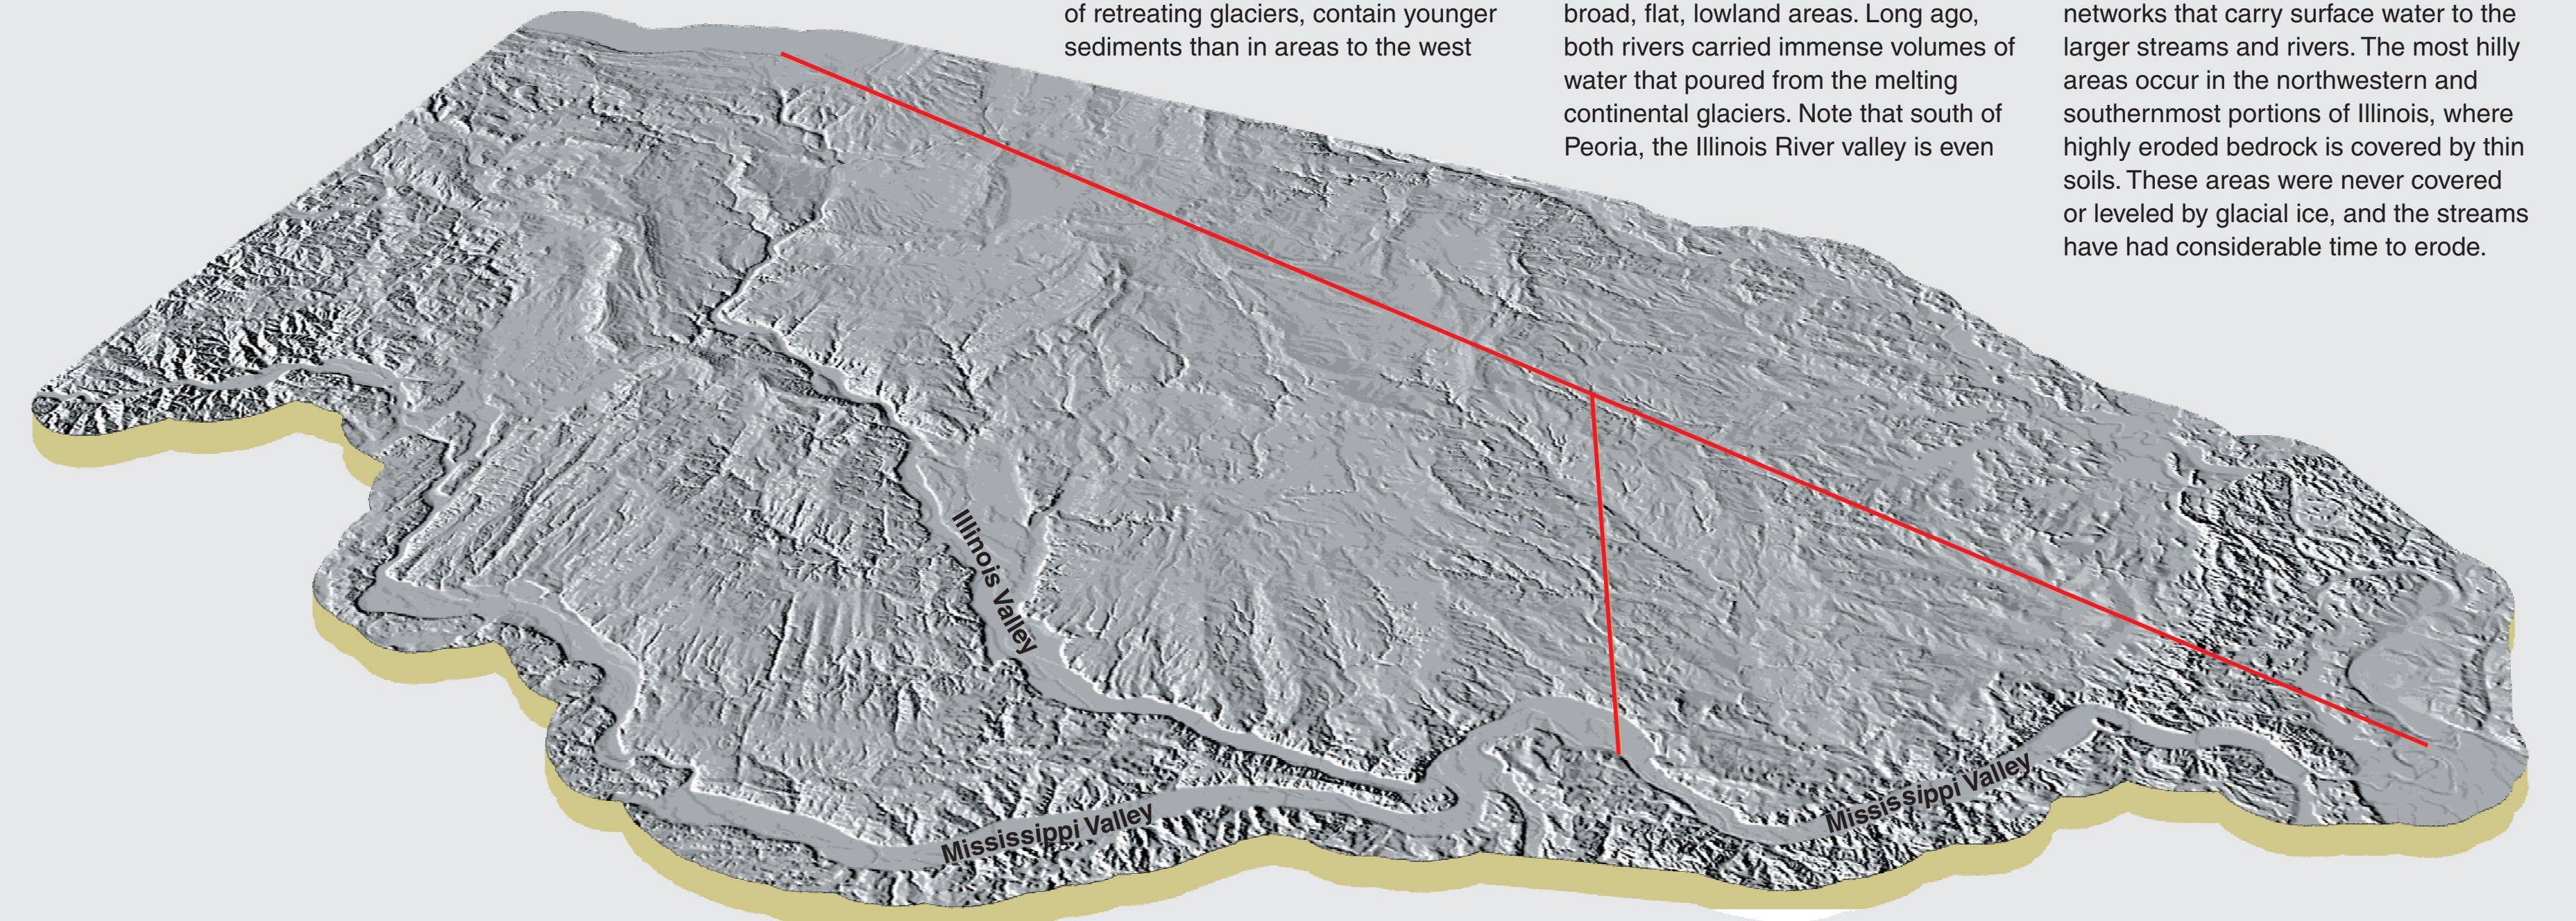 of retreating glaciers, contain younger
sediments than in areas to the west
broad, flat, lowland areas. Long ago,
both rivers carried immense volumes of
water that poured from the melting
continental glaciers. Note that south of
Peoria, the Illinois River valley is even
networks that carry surface water to the
larger streams and rivers. The most hilly
areas occur in the northwestern and
southernmost portions of Illinois, where
highly eroded bedrock is covered by thin
soils. These areas were never covered
or leveled by glacial ice, and the streams
have had considerable time to erode.
Illinois Valley
Mississippi Valley
Mississippi Valley